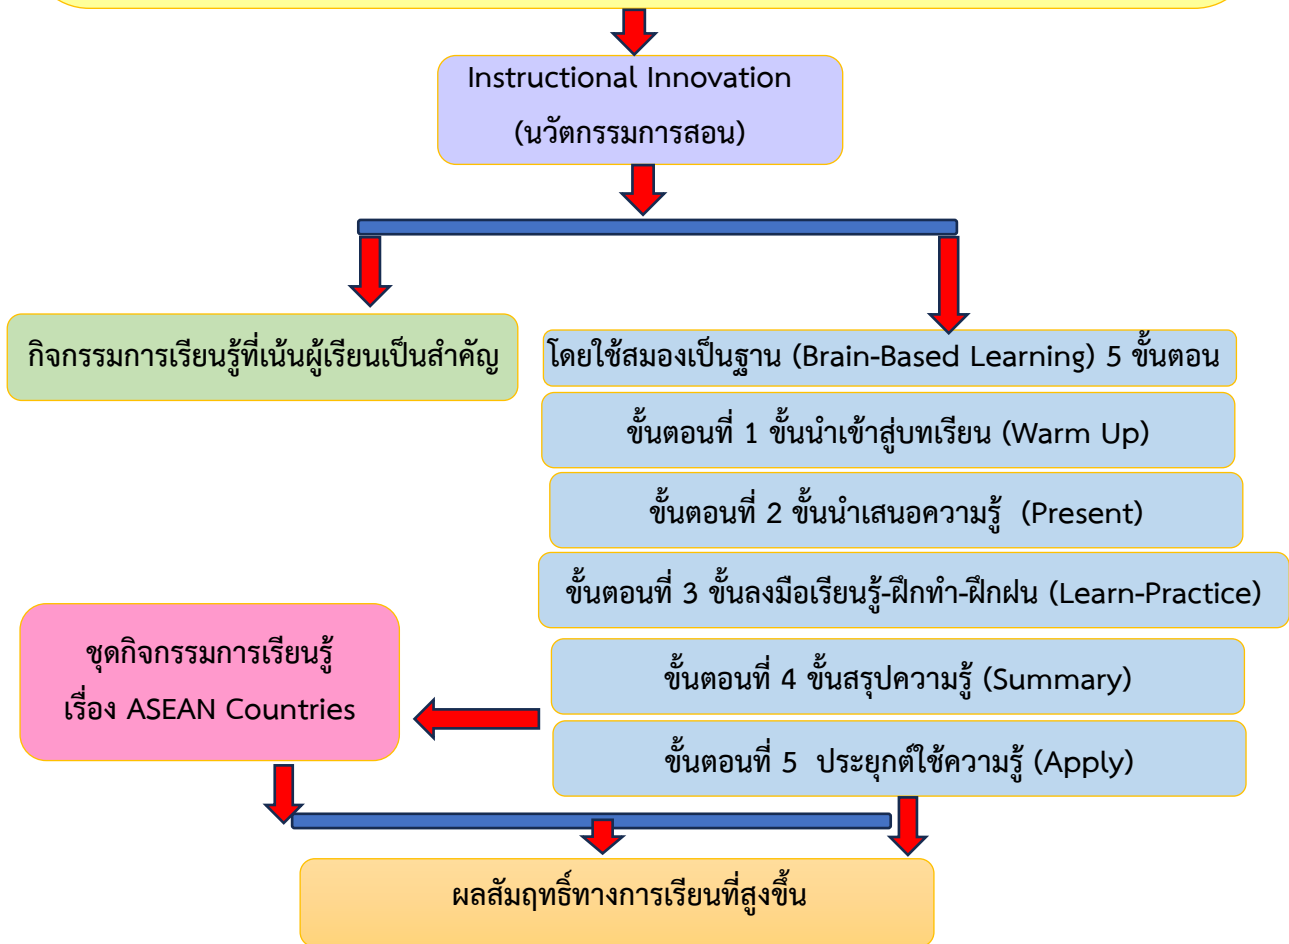 Instructional Innovation
(นวัตกรรมการสอน)
กิจกรรมการเรียนรู้ที่เน้นผู้เรียนเป็นสำคัญ
โดยใช้สมองเป็นฐาน (Brain-Based Learning) 5 ขั้นตอน
ขั้นตอนที่ 1 ขั้นนำเข้าสู่บทเรียน (Warm Up)
ขั้นตอนที่ 2 ขั้นนำเสนอความรู้ (Present)
ขั้นตอนที่ 3 ขั้นลงมือเรียนรู้-ฝึกทำ-ฝึกฝน (Learn-Practice)
ขั้นตอนที่ 4 ขั้นสรุปความรู้ (Summary)
ขั้นตอนที่ 5 ประยุกต์ใช้ความรู้ (Apply)
ชุดกิจกรรมการเรียนรู้
เรื่อง ASEAN Countries
ผลสัมฤทธิ์ทางการเรียนที่สูงขึ้น